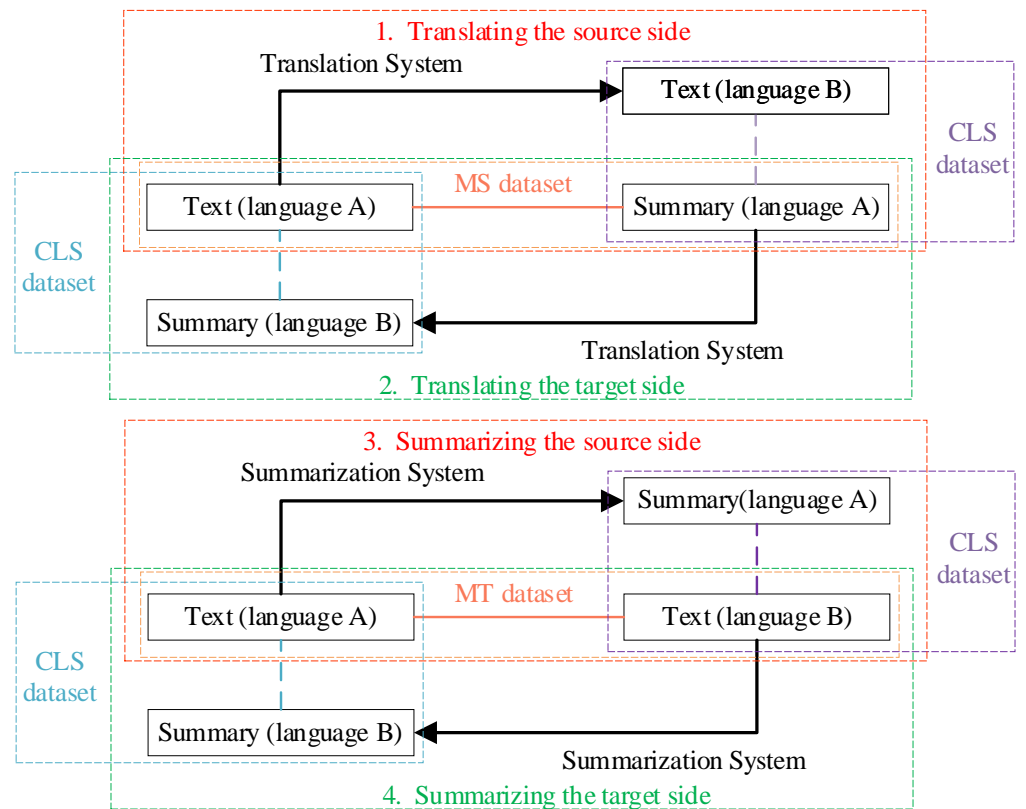 1. Translating the source side
Translation System
Text (language B)
CLS
dataset
MS dataset
Text (language A)
Summary (language A)
CLS
dataset
Summary (language B)
Translation System
2. Translating the target side
3. Summarizing the source side
Summarization System
Summary(language A)
CLS
dataset
MT dataset
Text (language A)
Text (language B)
CLS
dataset
Summary (language B)
Summarization System
4. Summarizing the target side